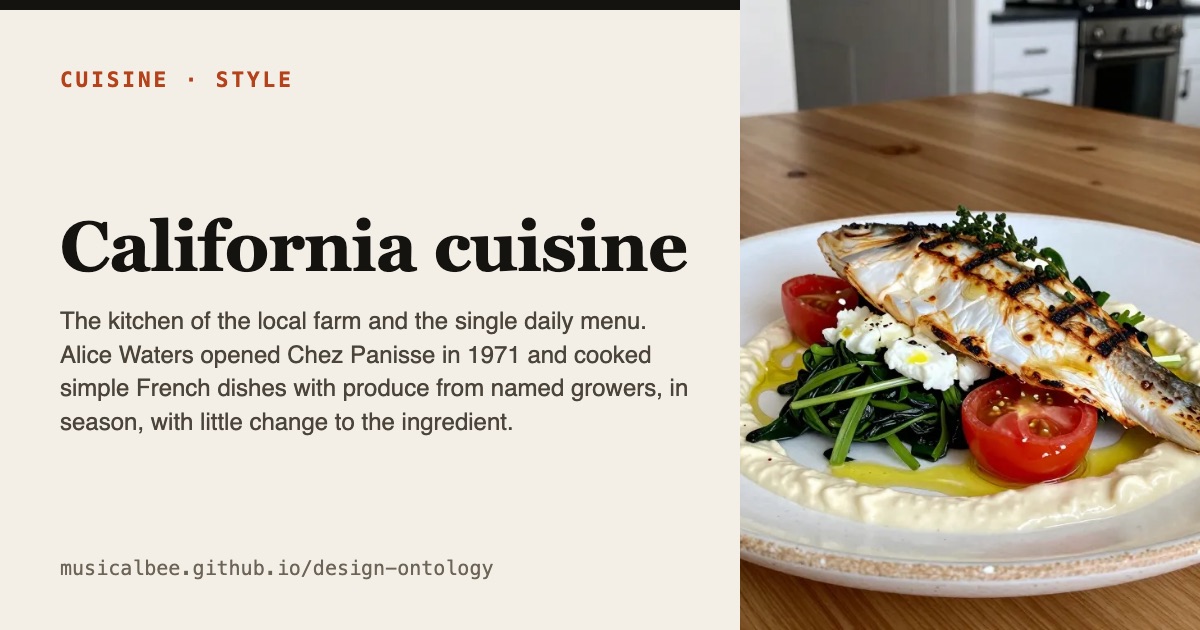 CUISINE · STYLE
California cuisine
The kitchen of the local farm and the single daily menu.
Alice Waters opened Chez Panisse in 1971 and cooked
simple French dishes with produce from named growers, in
season, with little change to the ingredient.
musicalbee.github.io/design-ontology